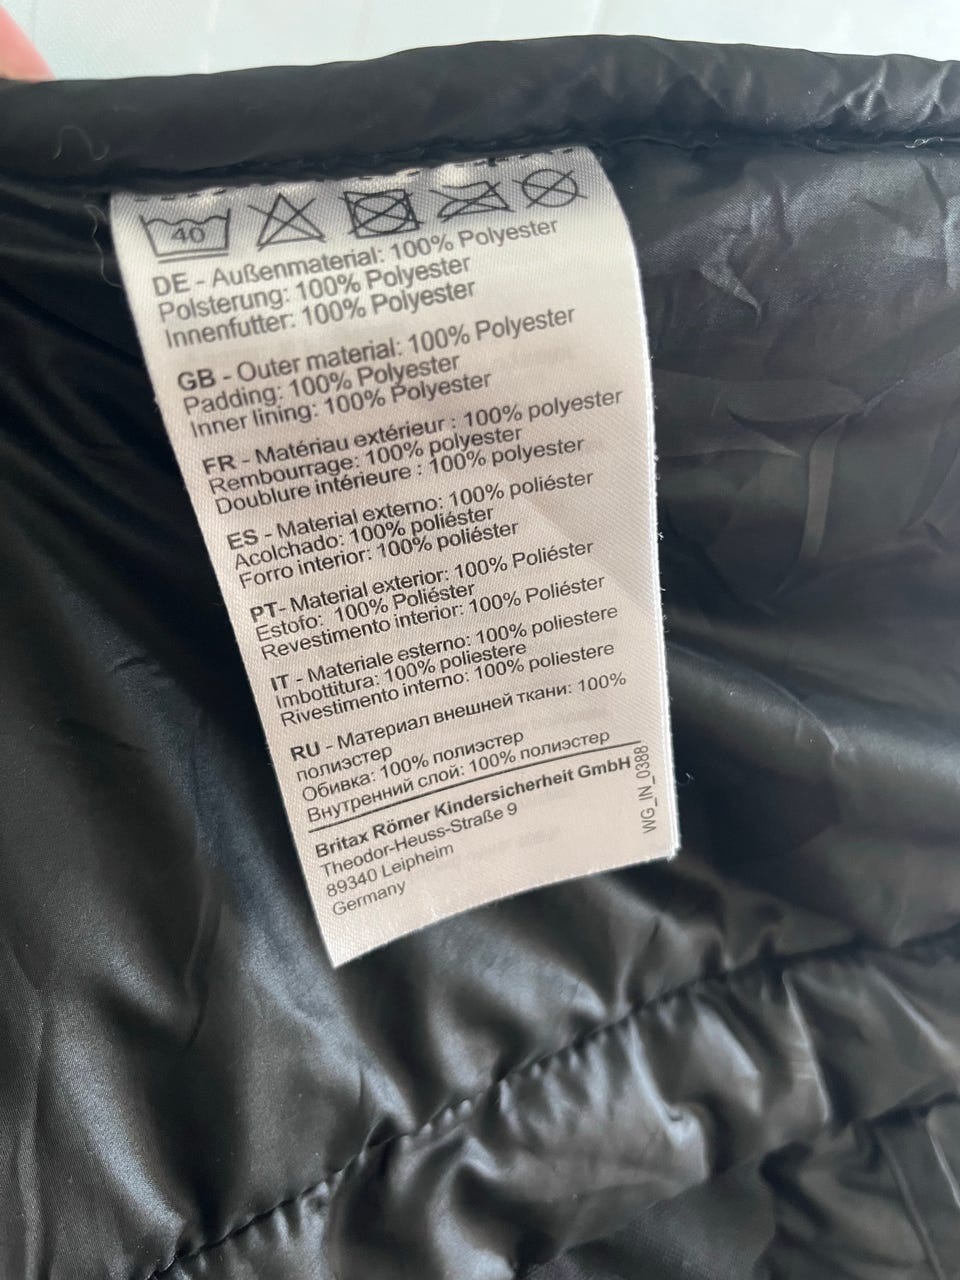 40
DE - Außenmaterial: 100% Polyester
Polsterung: 100% Polyester
Innenfutter: 100% Polyester
GB - Outer material: 100% Polyester
Padding: 100% Polyester
Inner lining: 100% Polyester
FR - Matériau extérieur : 100% polyester
Rembourrage: 100% polyester
Doublure intérieure : 100% polyester
ES - Material externo: 100% poliéster
Acolchado: 100% poliéster
Forro interior: 100% poliéster
PT- Material exterior: 100% Poliéster
Estofo: 100% Poliéster
Revestimento interior: 100% Poliéster
IT - Materiale esterno: 100% poliestere
Imbottitura: 100% poliestere
Rivestimento interno: 100% poliestere
RU - Материал внешней ткани: 100%
полиэстер
Обивка: 100% полиэстер
Внутренний слой: 100% полиэстер
Britax Römer Kindersicherheit GmbH
Theodor-Heuss-Straße 9
89340 Leipheim
Germany
WG_IN_0388